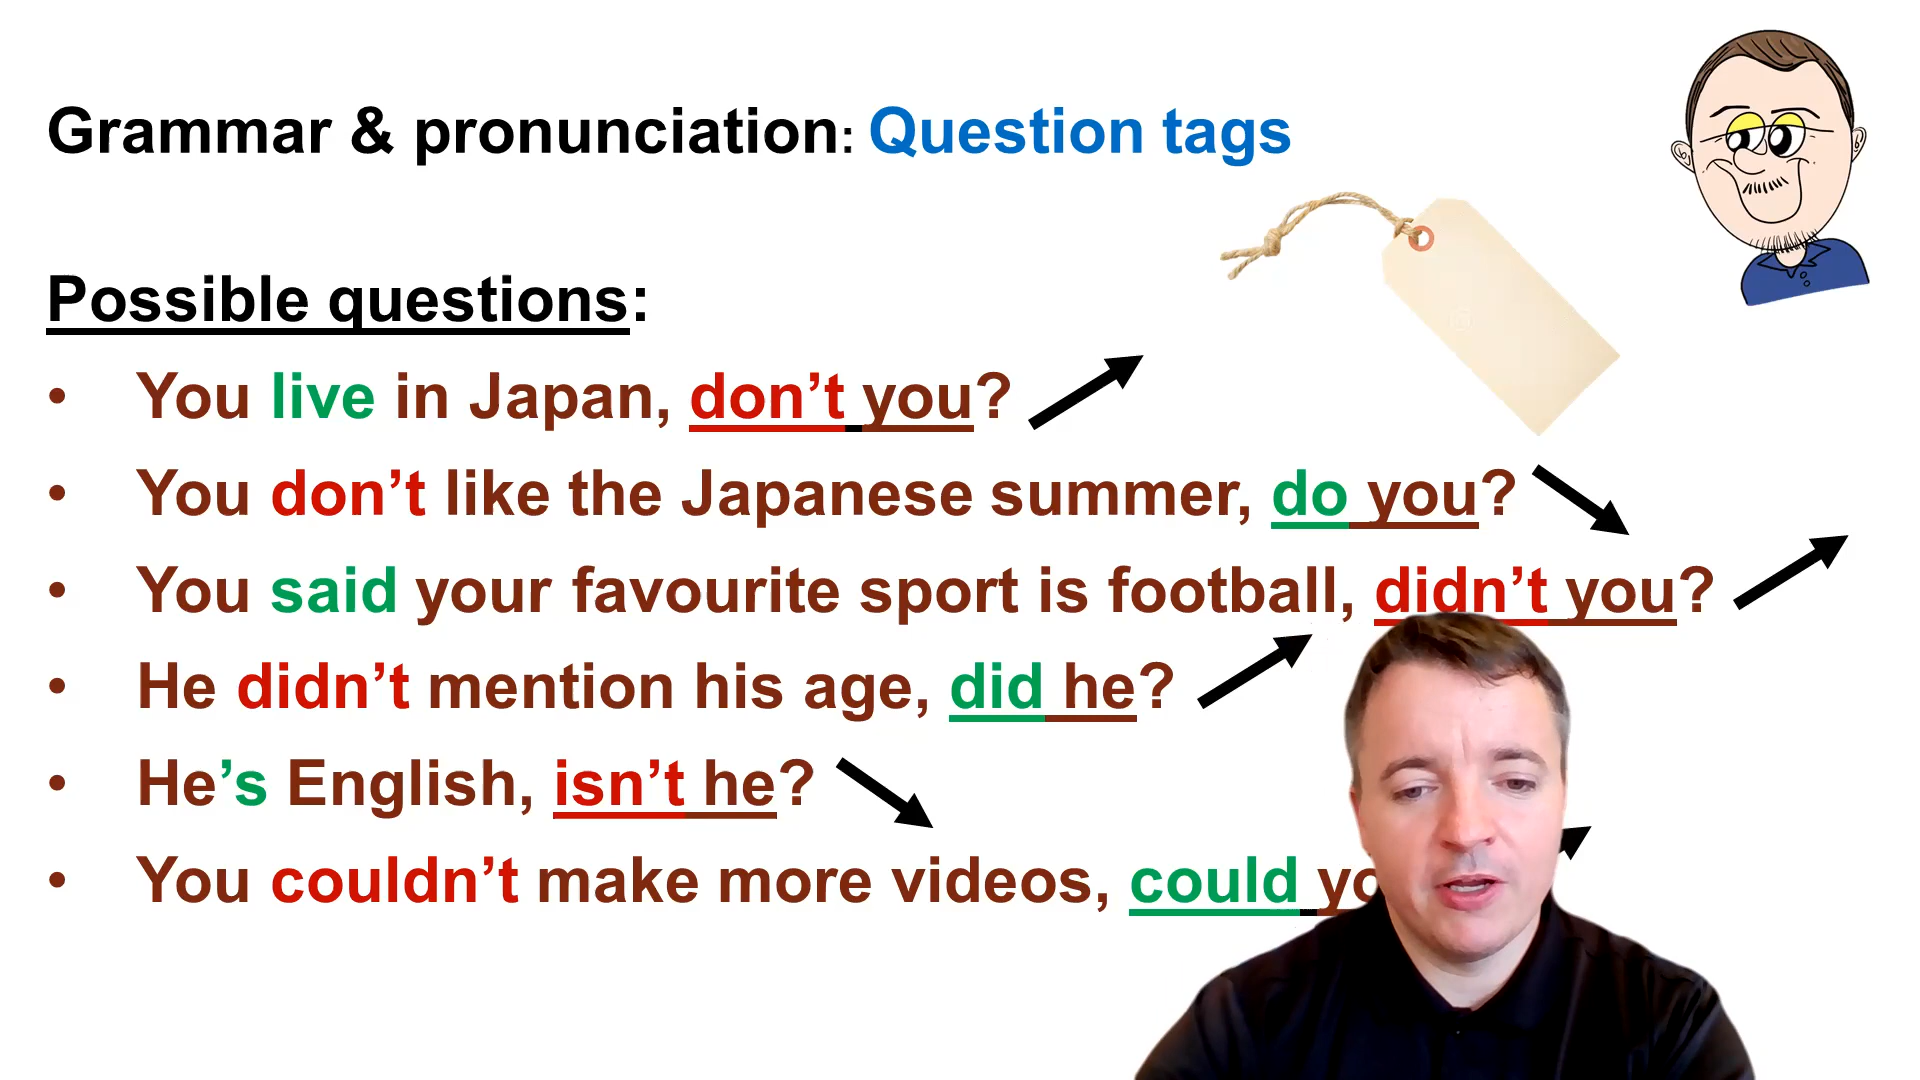 Grammar & pronunciation: Question tags
Possible questions:
• You live in Japan, don’t you?
• You don’t like the Japanese summer, do you?
• You said your favourite sport is football, didn’t you?
• He didn’t mention his age, did he?
• He’s English, isn’t he?
• You couldn’t make more videos, could